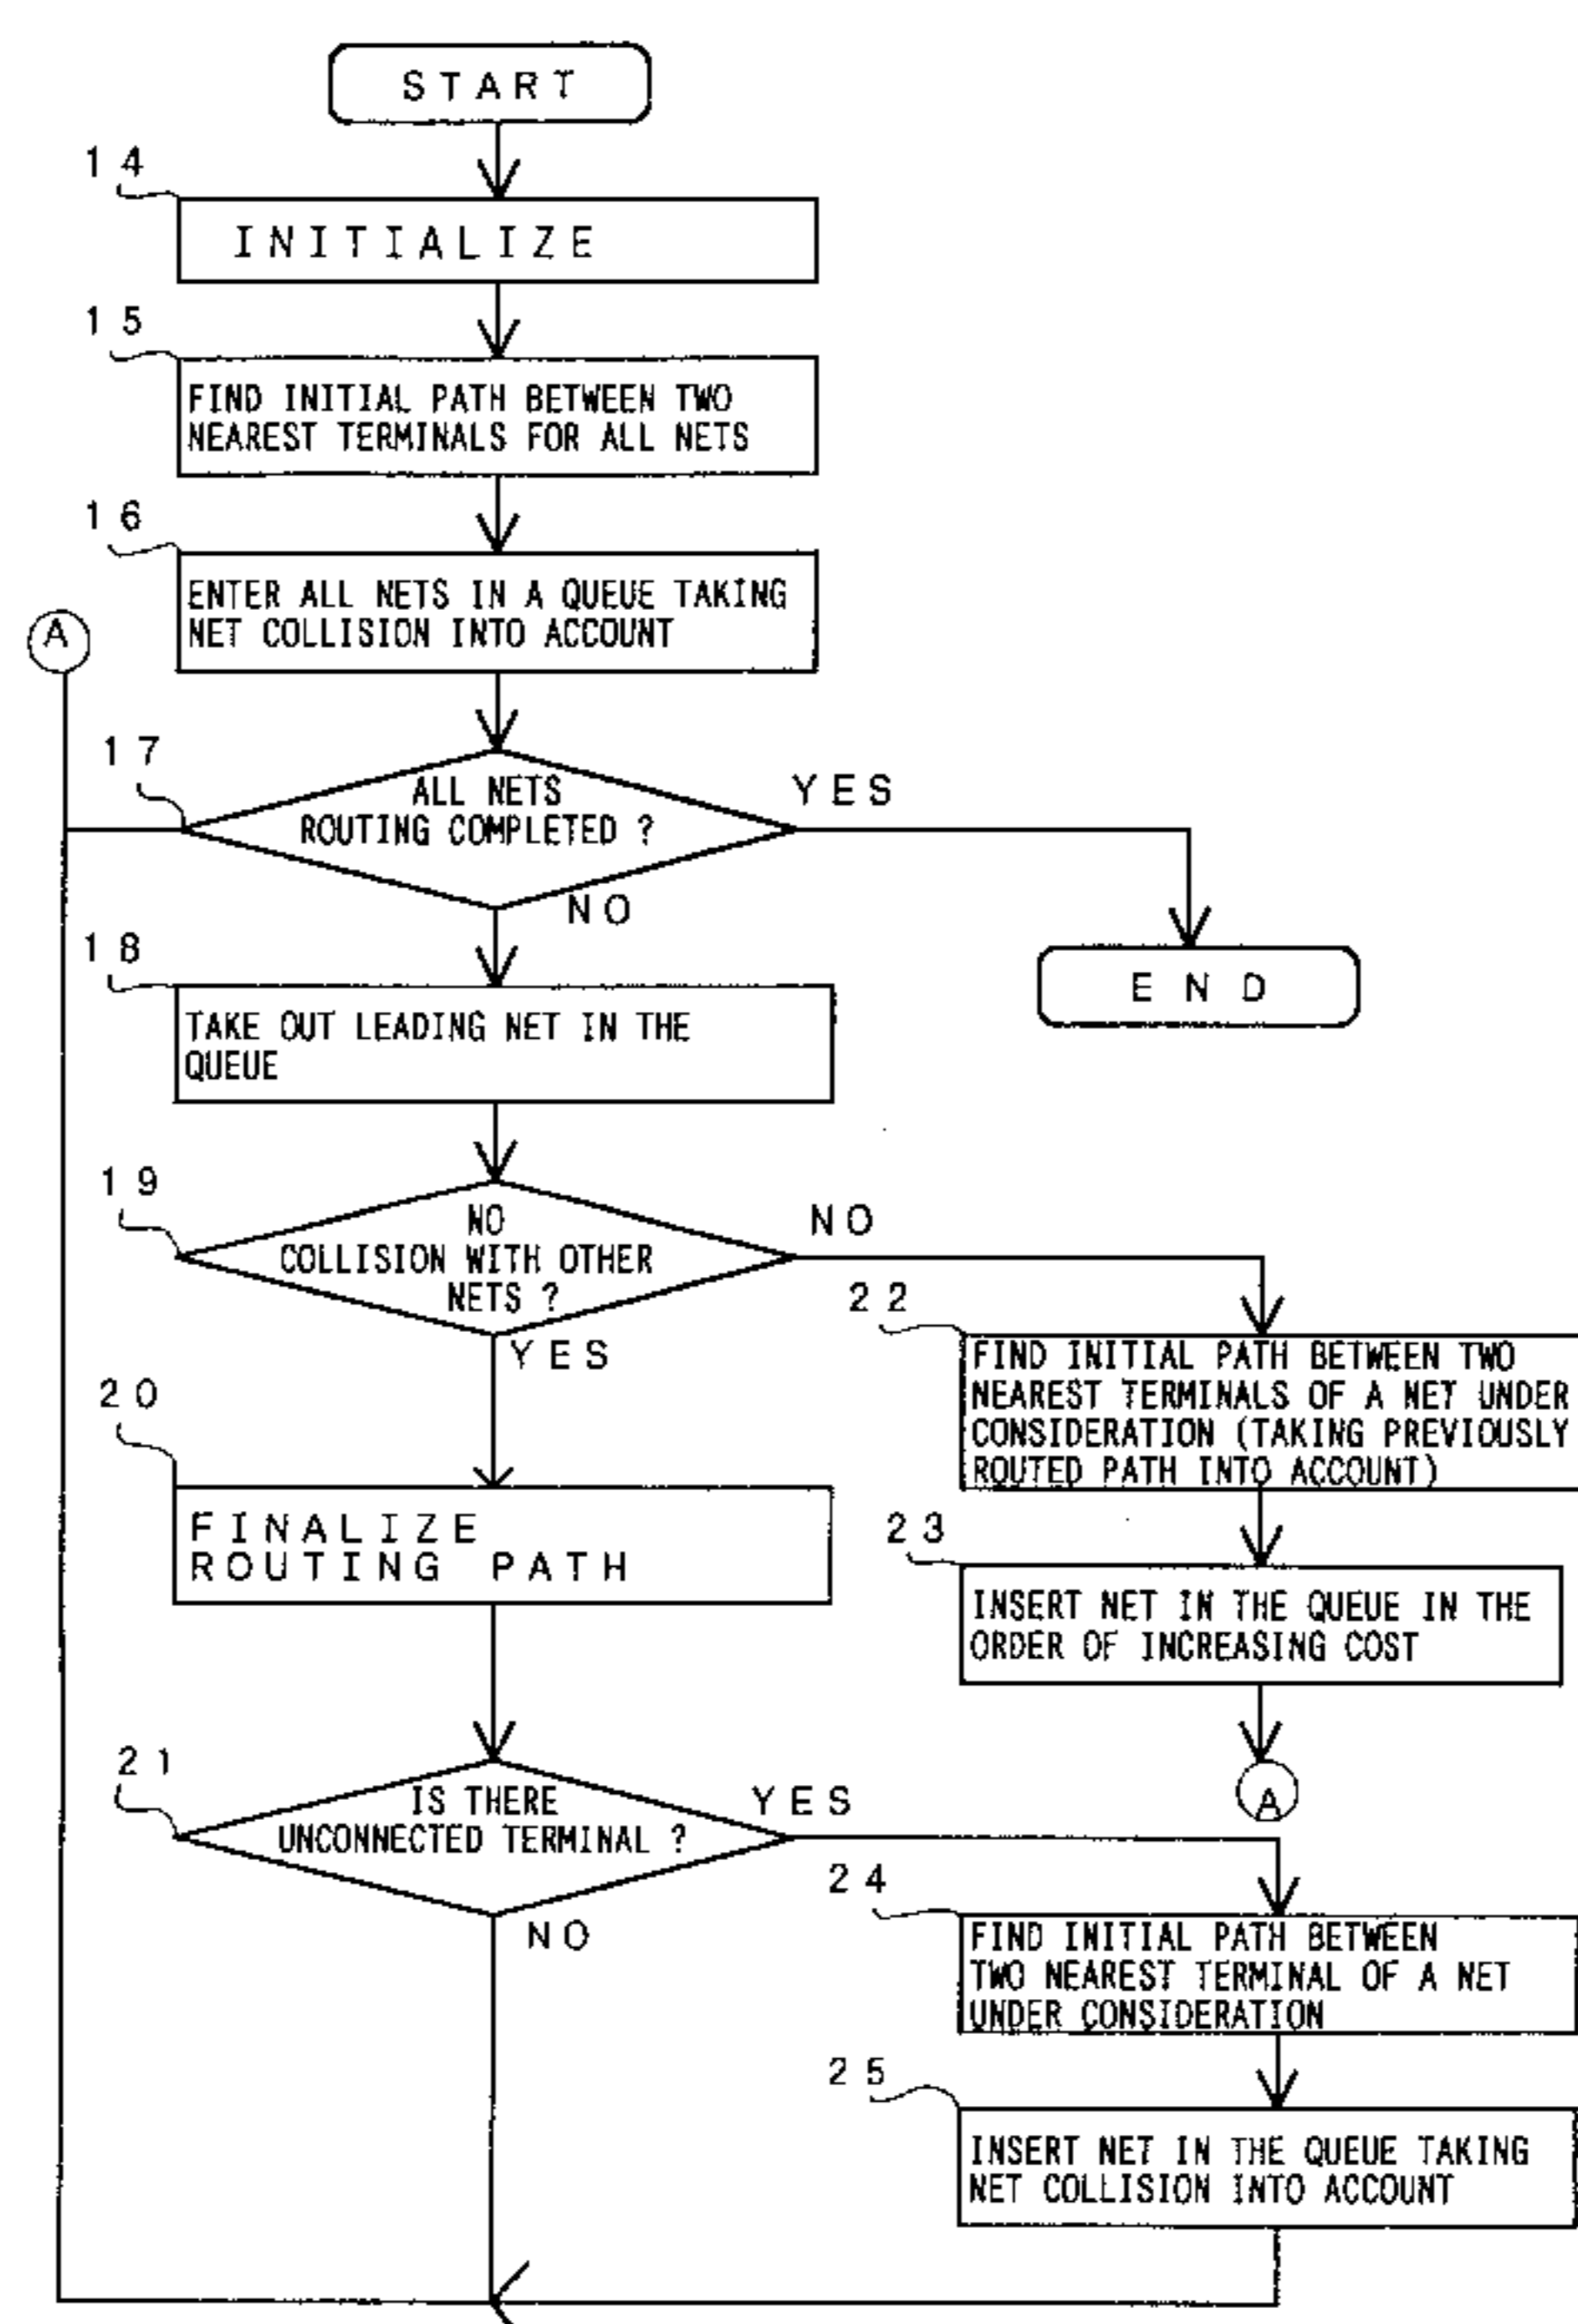 START
14
INITIALIZE
15
FIND INITIAL PATH BETWEEN TWO
NEAREST TERMINALS FOR ALL NETS
16
ENTER ALL NETS IN A QUEUE TAKING
NET COLLISION INTO ACCOUNT
A
17
ALL NETS
ROUTING COMPLETED ?
YES
NO
END
18
TAKE OUT LEADING NET IN THE
QUEUE
19
NO
COLLISION WITH OTHER
NETS ?
NO
YES
22
FIND INITIAL PATH BETWEEN TWO
NEAREST TERMINALS OF A NET UNDER
CONSIDERATION (TAKING PREVIOUSLY
ROUTED PATH INTO ACCOUNT)
20
FINALIZE
ROUTING PATH
23
INSERT NET IN THE QUEUE IN THE
ORDER OF INCREASING COST
A
21
IS THERE
UNCONNECTED TERMINAL ?
YES
NO
24
FIND INITIAL PATH BETWEEN
TWO NEAREST TERMINAL OF A NET
UNDER CONSIDERATION
25
INSERT NET IN THE QUEUE TAKING
NET COLLISION INTO ACCOUNT